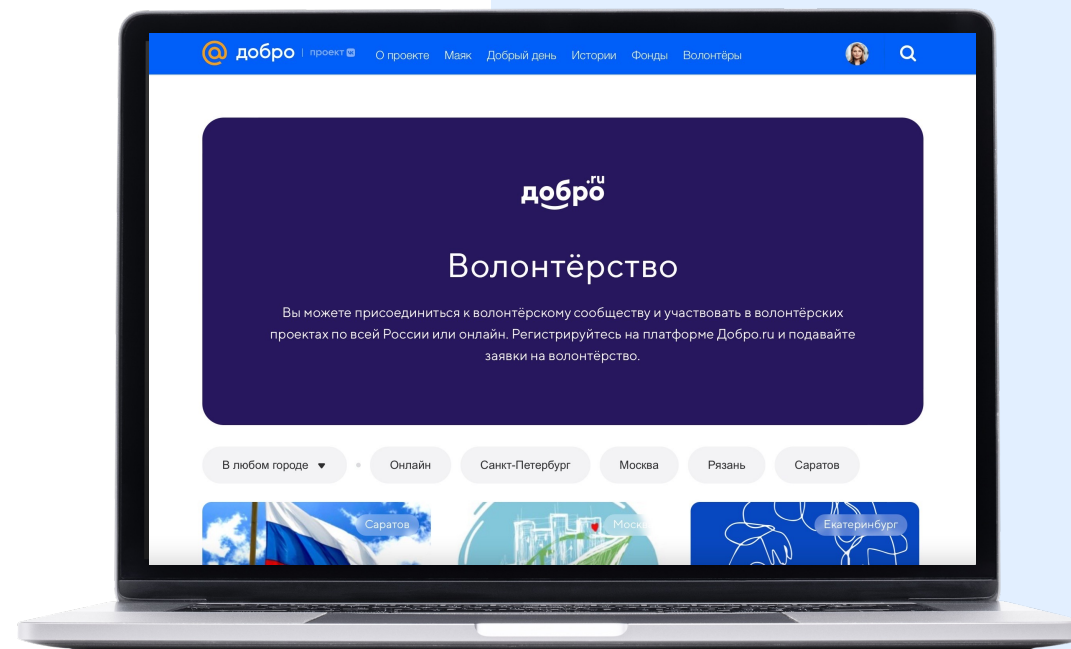 @ добро | проект О проекте Маяк Добрый день Истории Фонды Волонтёры
добро.ru
Волонтёрство
Вы можете присоединиться к волонтёрскому сообществу и участвовать в волонтёрских
проектах по всей России или онлайн. Регистрируйтесь на платформе Добро.ru и подавайте
заявки на волонтёрство.
В любом городе Онлайн Санкт-Петербург Москва Рязань Саратов
Саратов Москва Екатеринбург